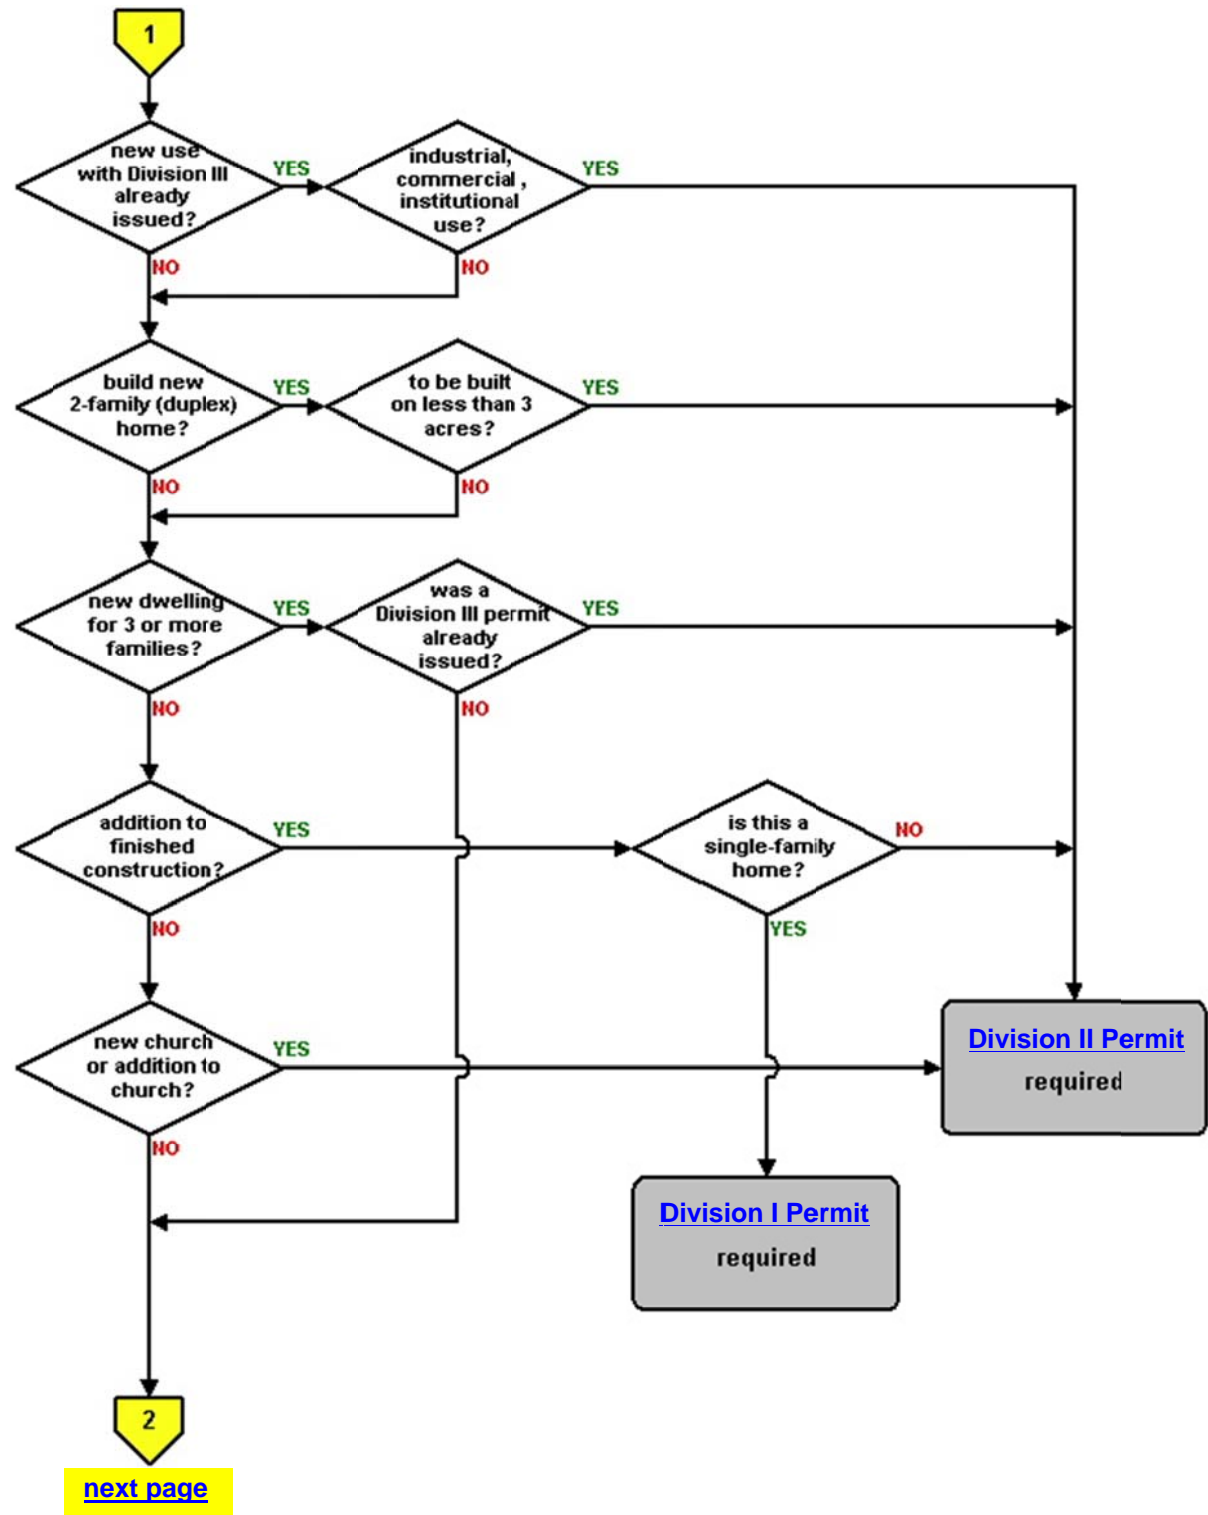 1
new use
with Division III
already
issued?
YES
NO
industrial,
commercial ,
institutional
use?
YES
NO
build new
2-family (duplex)
home?
YES
NO
to be built
on less than 3
acres?
YES
NO
new dwelling
for 3 or more
families?
YES
NO
was a
Division III permit
already
issued?
YES
NO
addition to
finished
construction?
YES
NO
is this a
single-family
home?
NO
YES
new church
or addition to
church?
YES
NO
Division II Permit
required
Division I Permit
required
2
next page